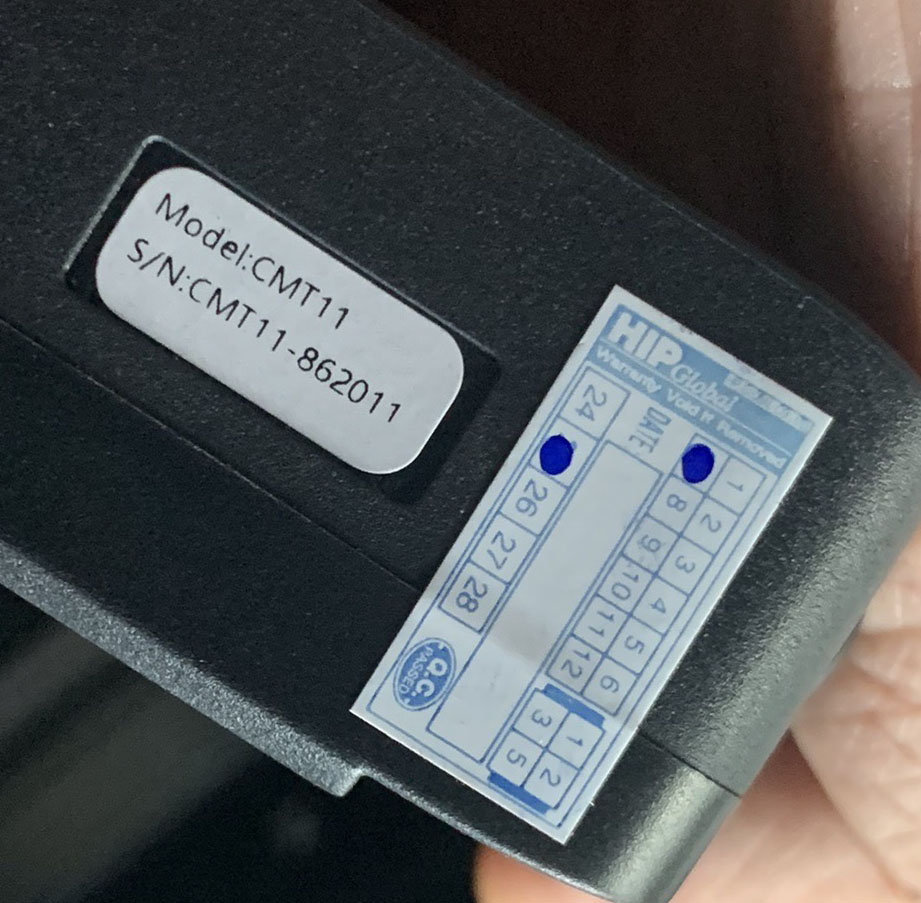 Model:CMT11
S/N:CMT11-862011
HIP Global
Warranty Void If Removed
DATE:
1 2 3 4 5 6
8 9 10 11 12
24 26 27 28
1 2
3 5
Q.C.
PASSED